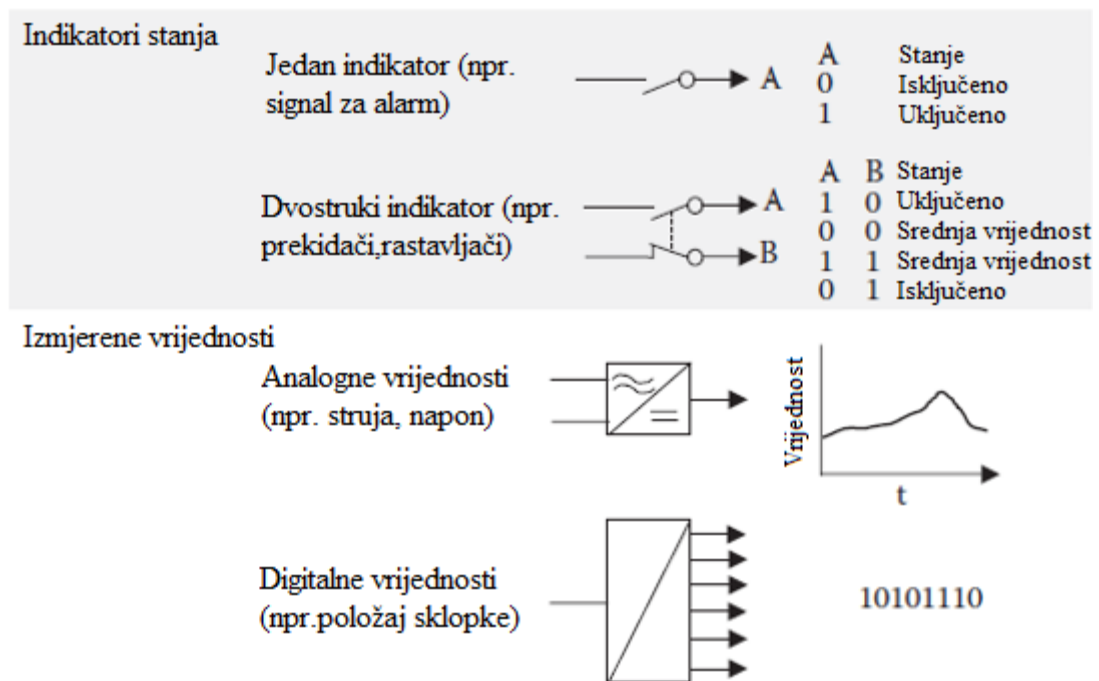 Indikatori stanja
Jedan indikator (npr.
signal za alarm)
A
A Stanje
0 Isključeno
1 Uključeno
Dvostruki indikator (npr.
prekidači,rastavljači)
A
B
A B Stanje
1 0 Uključeno
0 0 Srednja vrijednost
1 1 Srednja vrijednost
0 1 Isključeno
Izmjerene vrijednosti
Analogne vrijednosti
(npr. struja, napon)
Vrijednost
t
Digitalne vrijednosti
(npr.položaj sklopke)
10101110